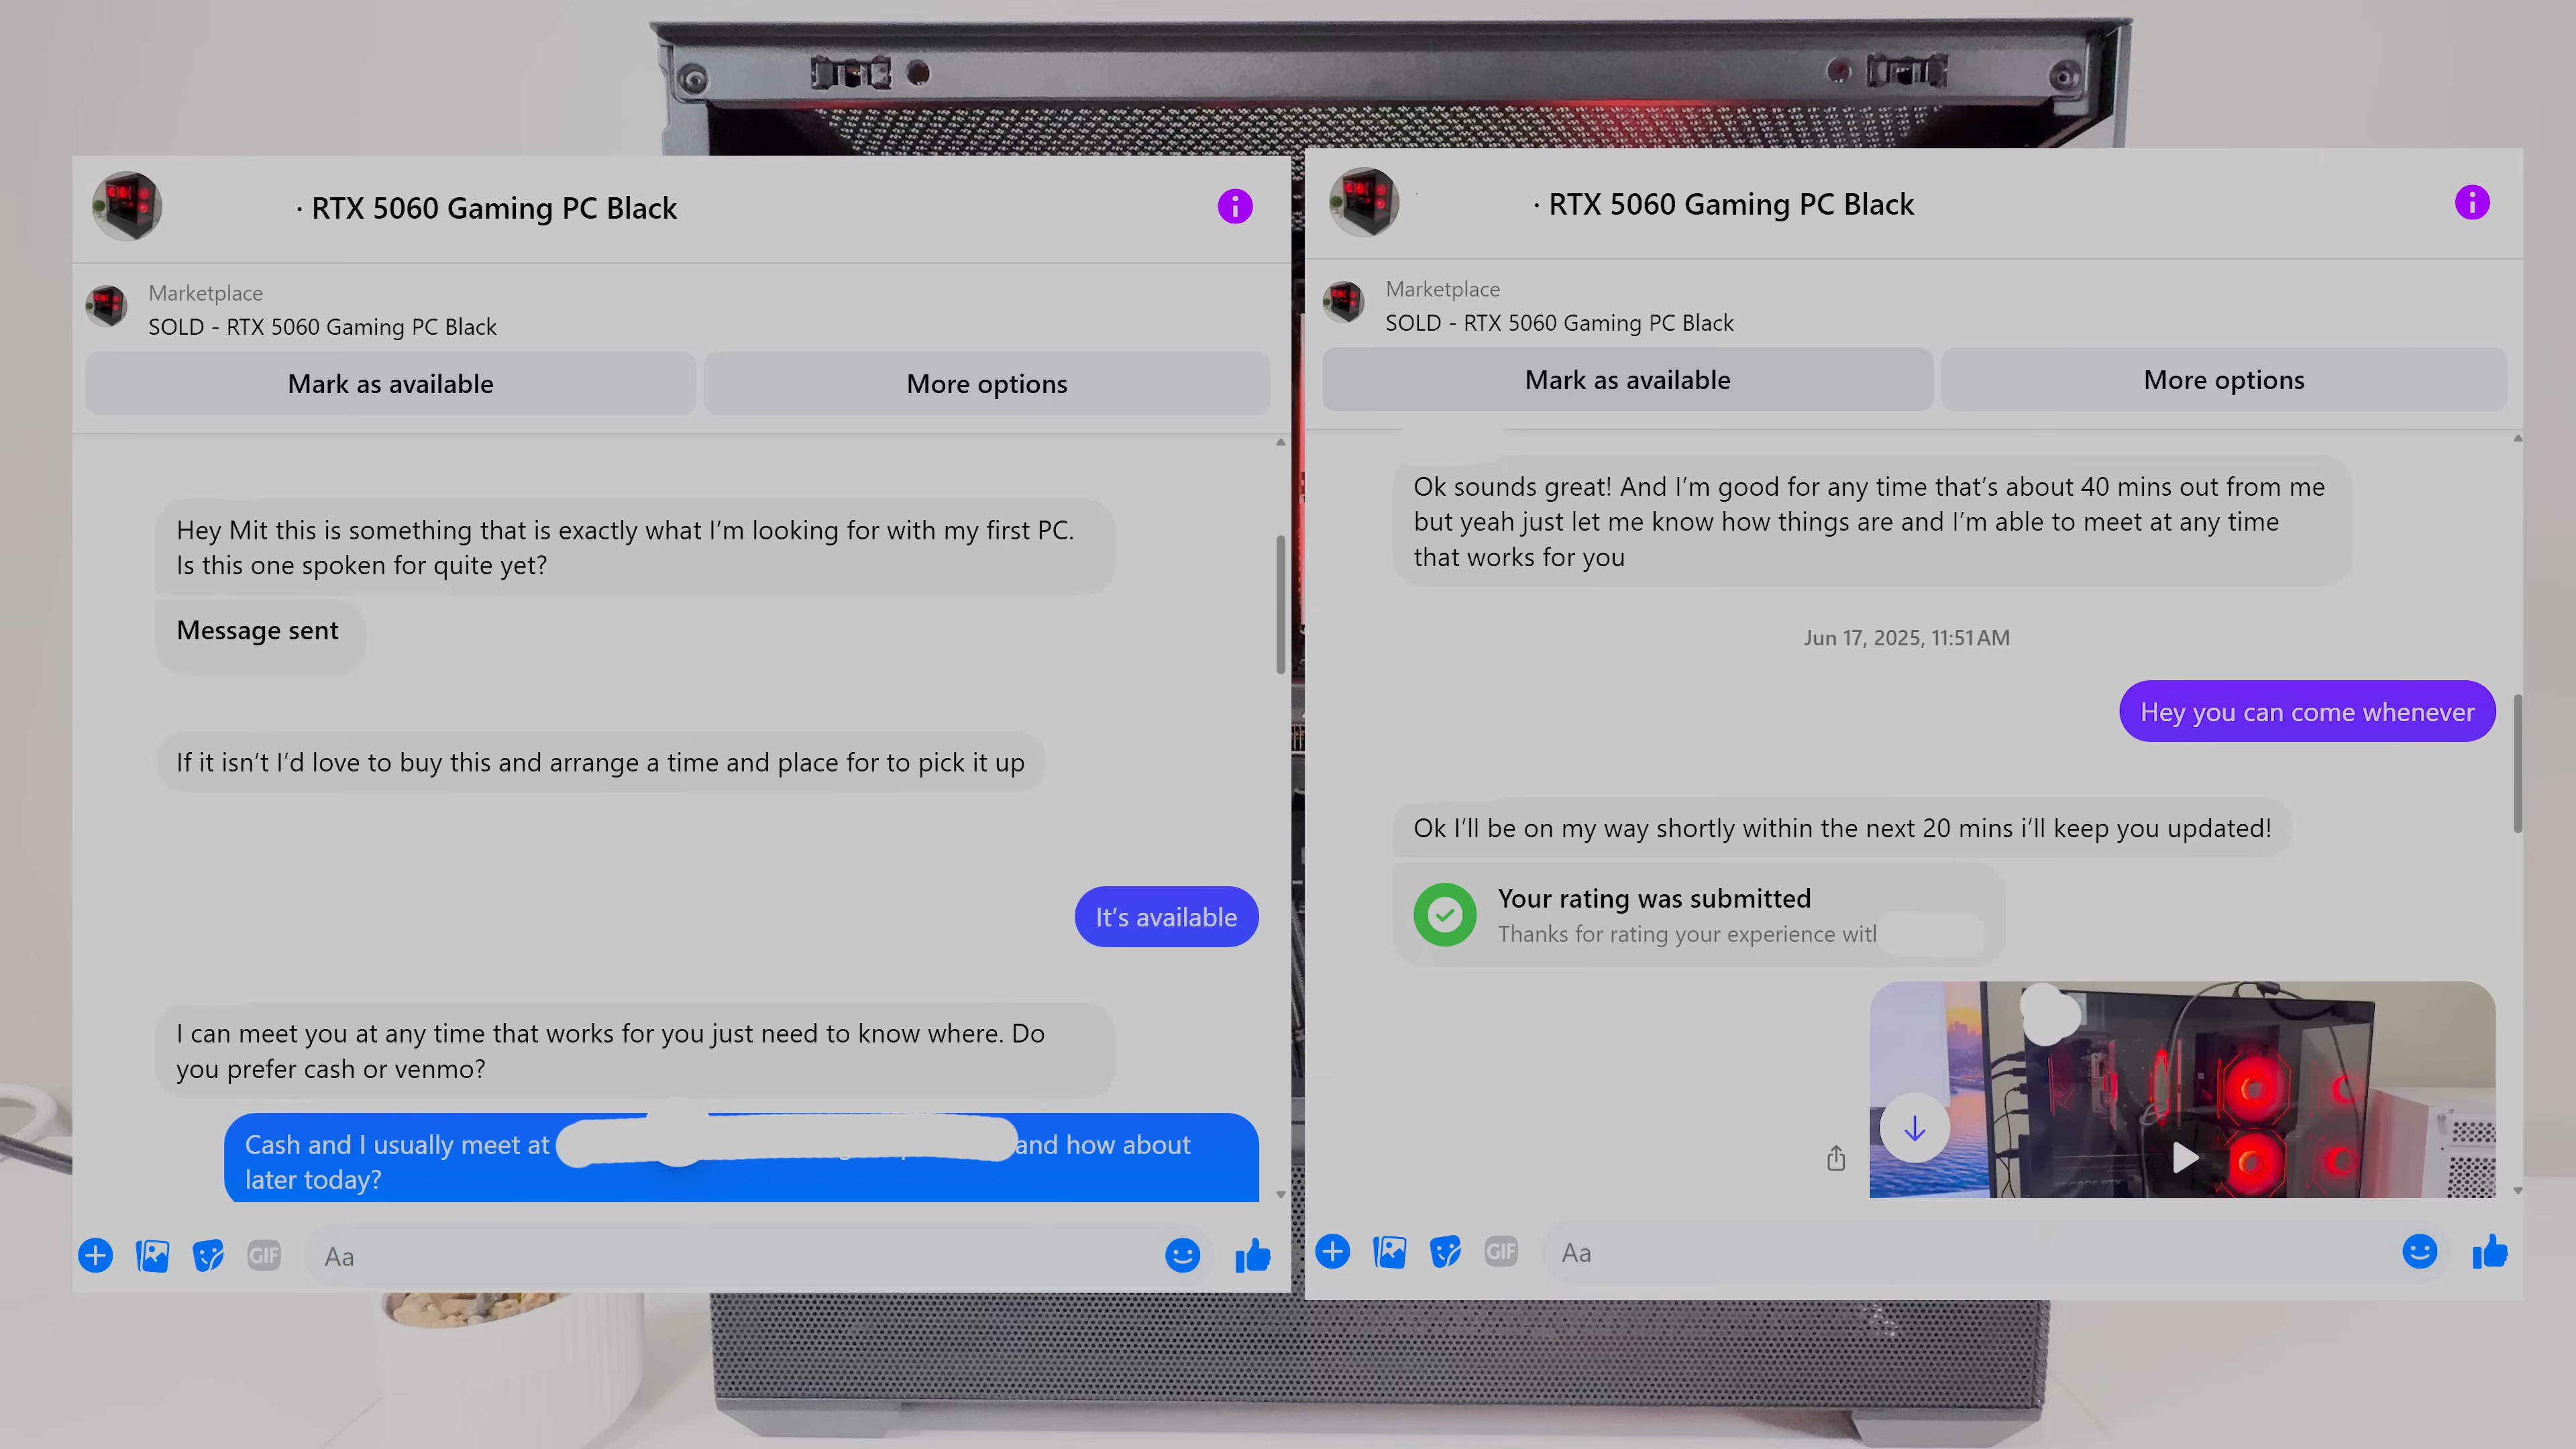 · RTX 5060 Gaming PC Black
Marketplace
SOLD - RTX 5060 Gaming PC Black
Mark as available
More options
Hey Mit this is something that is exactly what I'm looking for with my first PC.
Is this one spoken for quite yet?
Message sent
If it isn't I'd love to buy this and arrange a time and place for to pick it up
It's available
I can meet you at any time that works for you just need to know where. Do
you prefer cash or venmo?
Cash and I usually meet at
and how about
later today?
GIF
Aa
· RTX 5060 Gaming PC Black
Marketplace
SOLD - RTX 5060 Gaming PC Black
Mark as available
More options
Ok sounds great! And I'm good for any time that's about 40 mins out from me
but yeah just let me know how things are and I'm able to meet at any time
that works for you
Jun 17, 2025, 11:51 AM
Hey you can come whenever
Ok I'll be on my way shortly within the next 20 mins i'll keep you updated!
Your rating was submitted
Thanks for rating your experience with
GIF
Aa